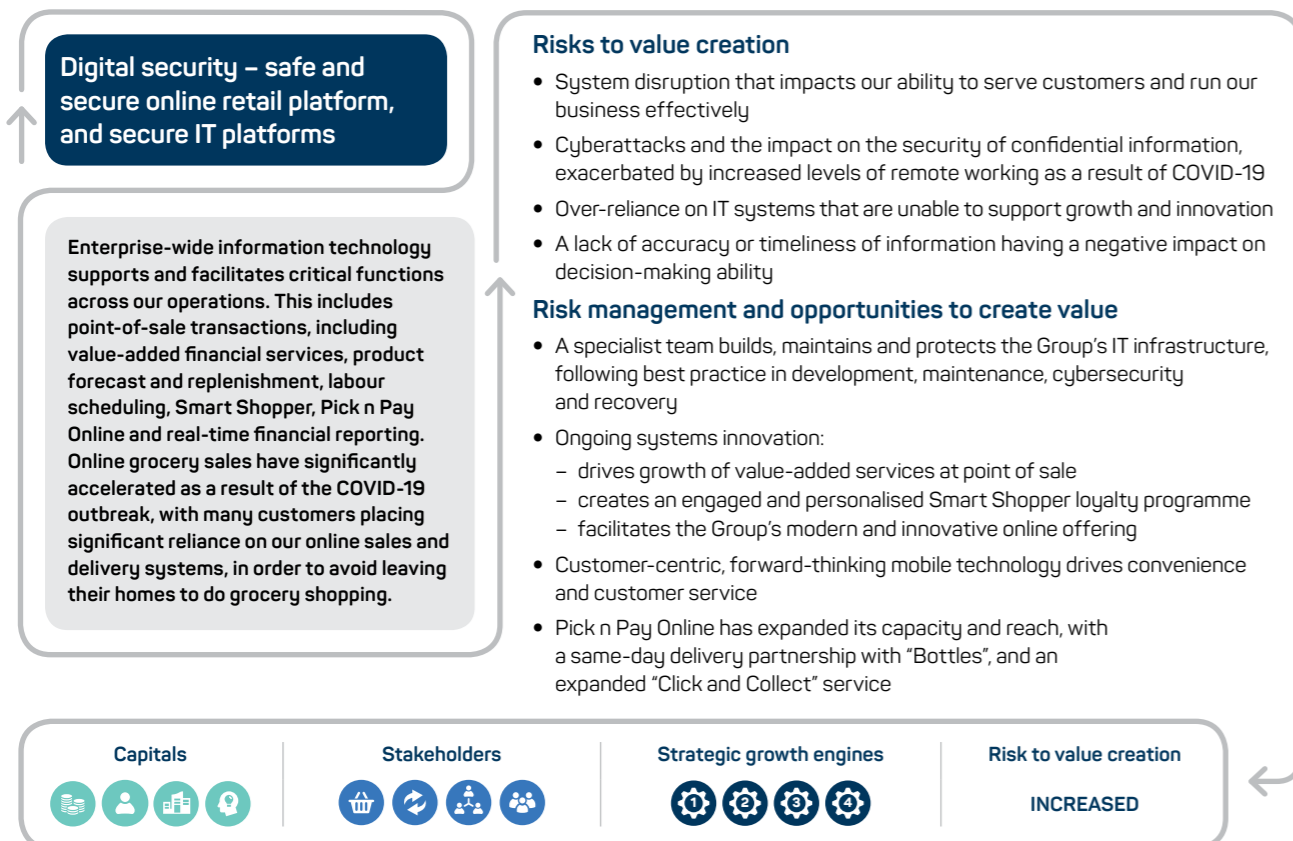 Digital security – safe and
secure online retail platform,
and secure IT platforms
Enterprise-wide information technology
supports and facilitates critical functions
across our operations. This includes
point-of-sale transactions, including
value-added financial services, product
forecast and replenishment, labour
scheduling, Smart Shopper, Pick n Pay
Online and real-time financial reporting.
Online grocery sales have significantly
accelerated as a result of the COVID-19
outbreak, with many customers placing
significant reliance on our online sales and
delivery systems, in order to avoid leaving
their homes to do grocery shopping.
Risks to value creation
• System disruption that impacts our ability to serve customers and run our
business effectively
• Cyberattacks and the impact on the security of confidential information,
exacerbated by increased levels of remote working as a result of COVID-19
• Over-reliance on IT systems that are unable to support growth and innovation
• A lack of accuracy or timeliness of information having a negative impact on
decision-making ability
Risk management and opportunities to create value
• A specialist team builds, maintains and protects the Group's IT infrastructure,
following best practice in development, maintenance, cybersecurity
and recovery
• Ongoing systems innovation:
– drives growth of value-added services at point of sale
– creates an engaged and personalised Smart Shopper loyalty programme
– facilitates the Group's modern and innovative online offering
• Customer-centric, forward-thinking mobile technology drives convenience
and customer service
• Pick n Pay Online has expanded its capacity and reach, with
a same-day delivery partnership with "Bottles", and an
expanded "Click and Collect" service
Capitals
Stakeholders
Strategic growth engines
1 2 3 4
Risk to value creation
INCREASED